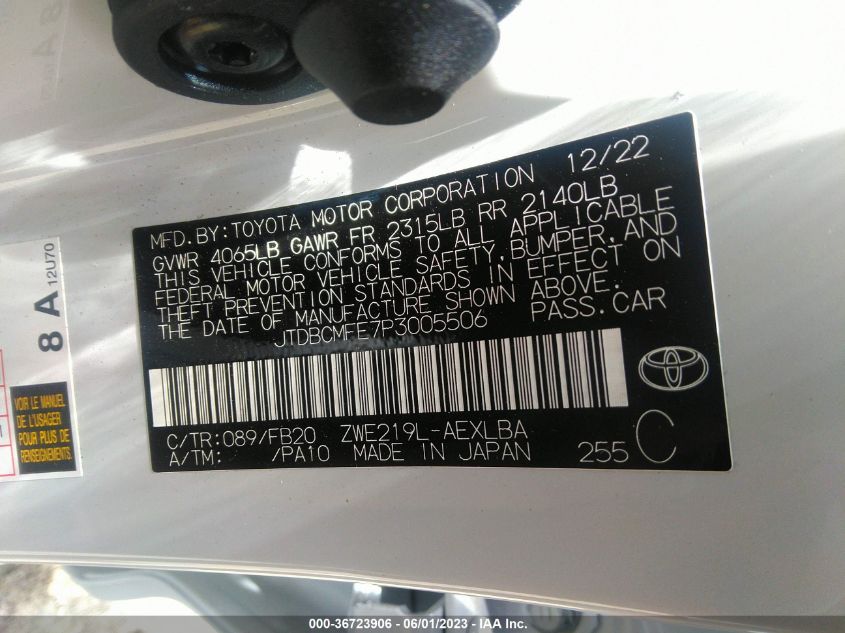 MFD. BY: TOYOTA MOTOR CORPORATION 12/22
GVWR 4065LB GAWR FR 2315LB RR 2140LB
THIS VEHICLE CONFORMS TO ALL APPLICABLE
FEDERAL MOTOR VEHICLE SAFETY, BUMPER, AND
THEFT PREVENTION STANDARDS IN EFFECT ON
THE DATE OF MANUFACTURE SHOWN ABOVE.
JTDBCMFE7P3005506 PASS. CAR
C/TR: 089/FB20 ZWE219L-AEXLBA
A/TM: /PA10 MADE IN JAPAN 255 C
8 A 12U70
VOIR LE MANUEL
DE L'USAGER
POUR PLUS DE
RENSEIGNEMENTS.
000-36723906 - 06/01/2023 - IAA Inc.